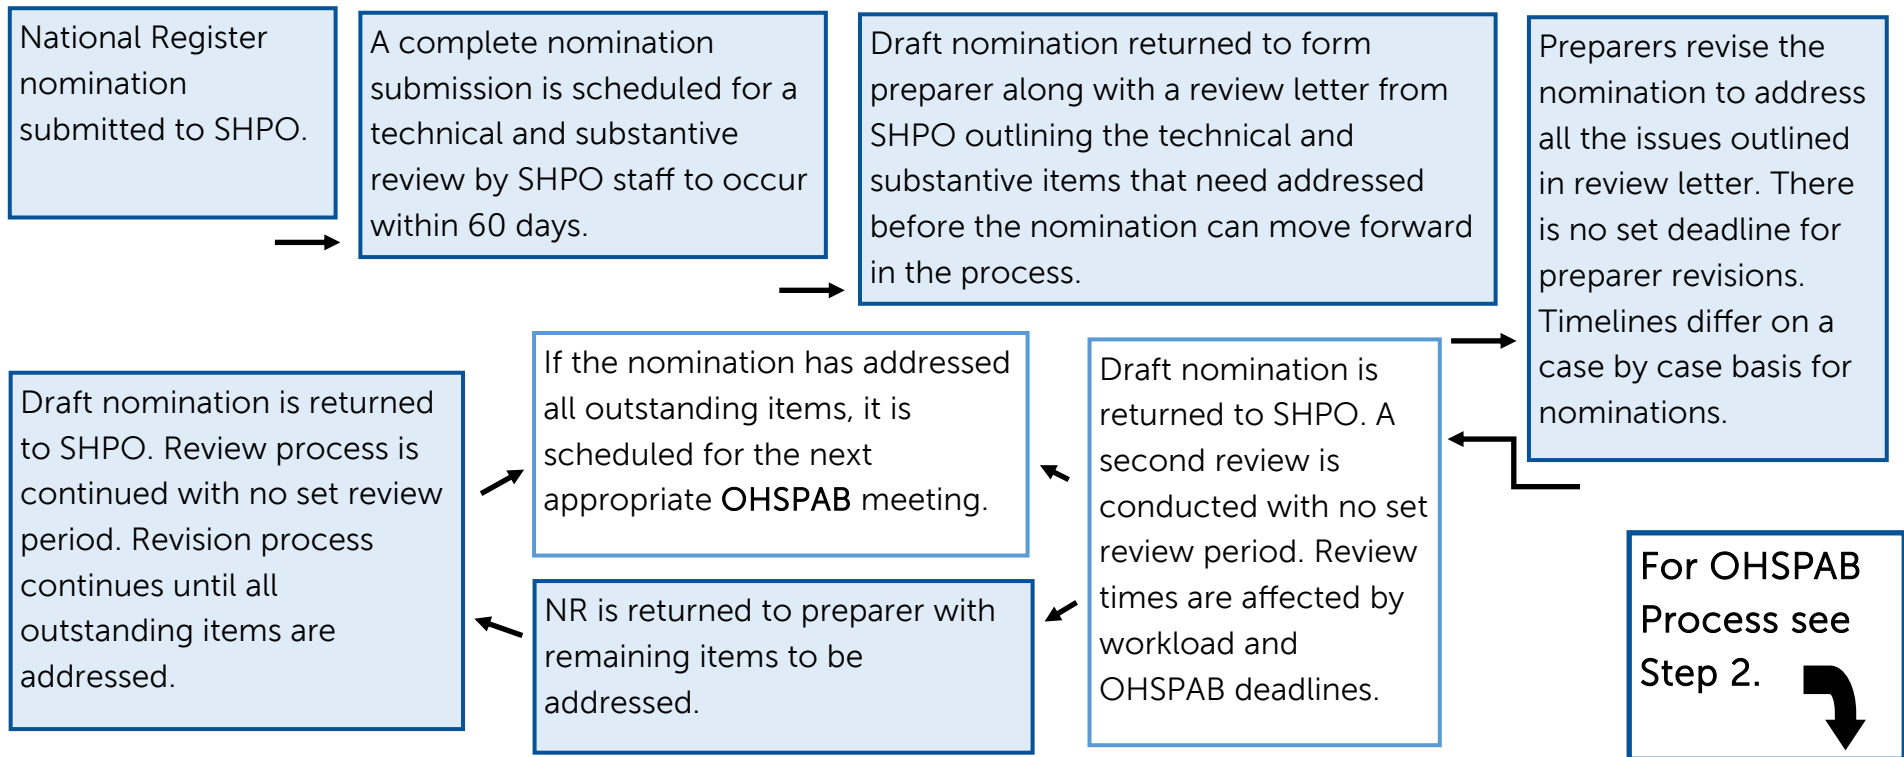 National Register
nomination
submitted to SHPO.
A complete nomination
submission is scheduled for a
technical and substantive
review by SHPO staff to occur
within 60 days.
Draft nomination returned to form
preparer along with a review letter from
SHPO outlining the technical and
substantive items that need addressed
before the nomination can move forward
in the process.
Preparers revise the
nomination to address
all the issues outlined
in review letter. There
is no set deadline for
preparer revisions.
Timelines differ on a
case by case basis for
nominations.
Draft nomination is
returned to SHPO. A
second review is
conducted with no set
review period. Review
times are affected by
workload and
OHSPAB deadlines.
If the nomination has addressed
all outstanding items, it is
scheduled for the next
appropriate OHSPAB meeting.
NR is returned to preparer with
remaining items to be
addressed.
Draft nomination is returned
to SHPO. Review process is
continued with no set review
period. Revision process
continues until all
outstanding items are
addressed.
For OHSPAB
Process see
Step 2.